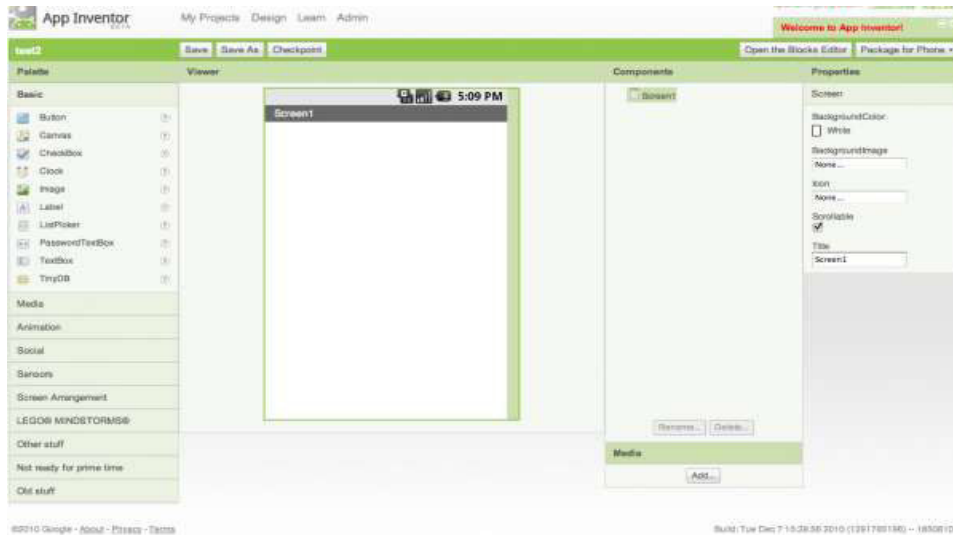 App Inventor
BETA
My Projects Design Learn Admin
Welcome to App Inventor!
test2
Save Save As Checkpoint
Open the Blocks Editor Package for Phone
Palette
Viewer
Components
Properties
Basic
Button
Canvas
CheckBox
Clock
Image
Label
ListPicker
PasswordTextBox
TextBox
TinyDB
Media
Animation
Social
Sensors
Screen Arrangement
LEGO® MINDSTORMS®
Other stuff
Not ready for prime time
Old stuff
5:09 PM
Screen1
Screen1
Rename... Delete...
Media
Add...
Screen
BackgroundColor
White
BackgroundImage
None...
Icon
None...
Scrollable
Title
Screen1
©2010 Google - About - Privacy - Terms
Build: Tue Dec 7
2010